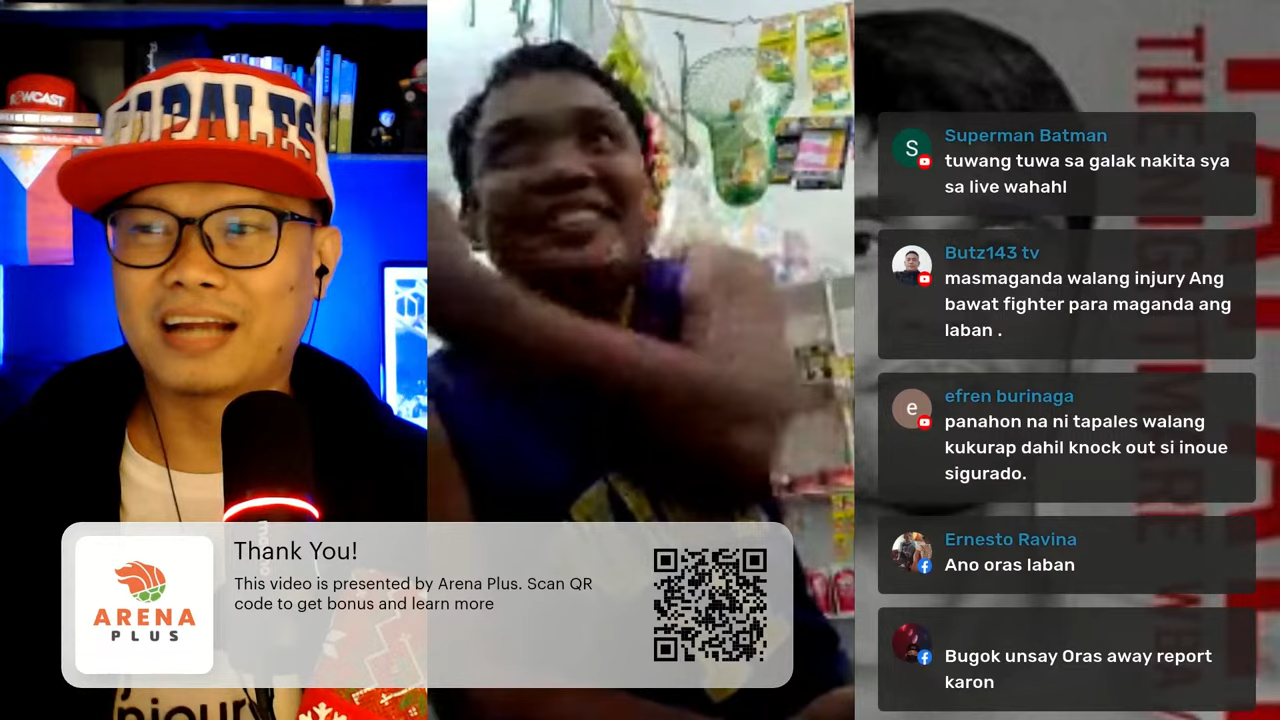 TAPALES
POWCAST
Thank You!
This video is presented by Arena Plus. Scan QR
code to get bonus and learn more
ARENA
PLUS
Superman Batman
S
tuwang tuwa sa galak nakita sya
sa live wahahl
Butz143 tv
masmaganda walang injury Ang
bawat fighter para maganda ang
laban .
efren burinaga
e
panahon na ni tapales walang
kukurap dahil knock out si inoue
sigurado.
Ernesto Ravina
Ano oras laban
Bugok unsay Oras away report
karon